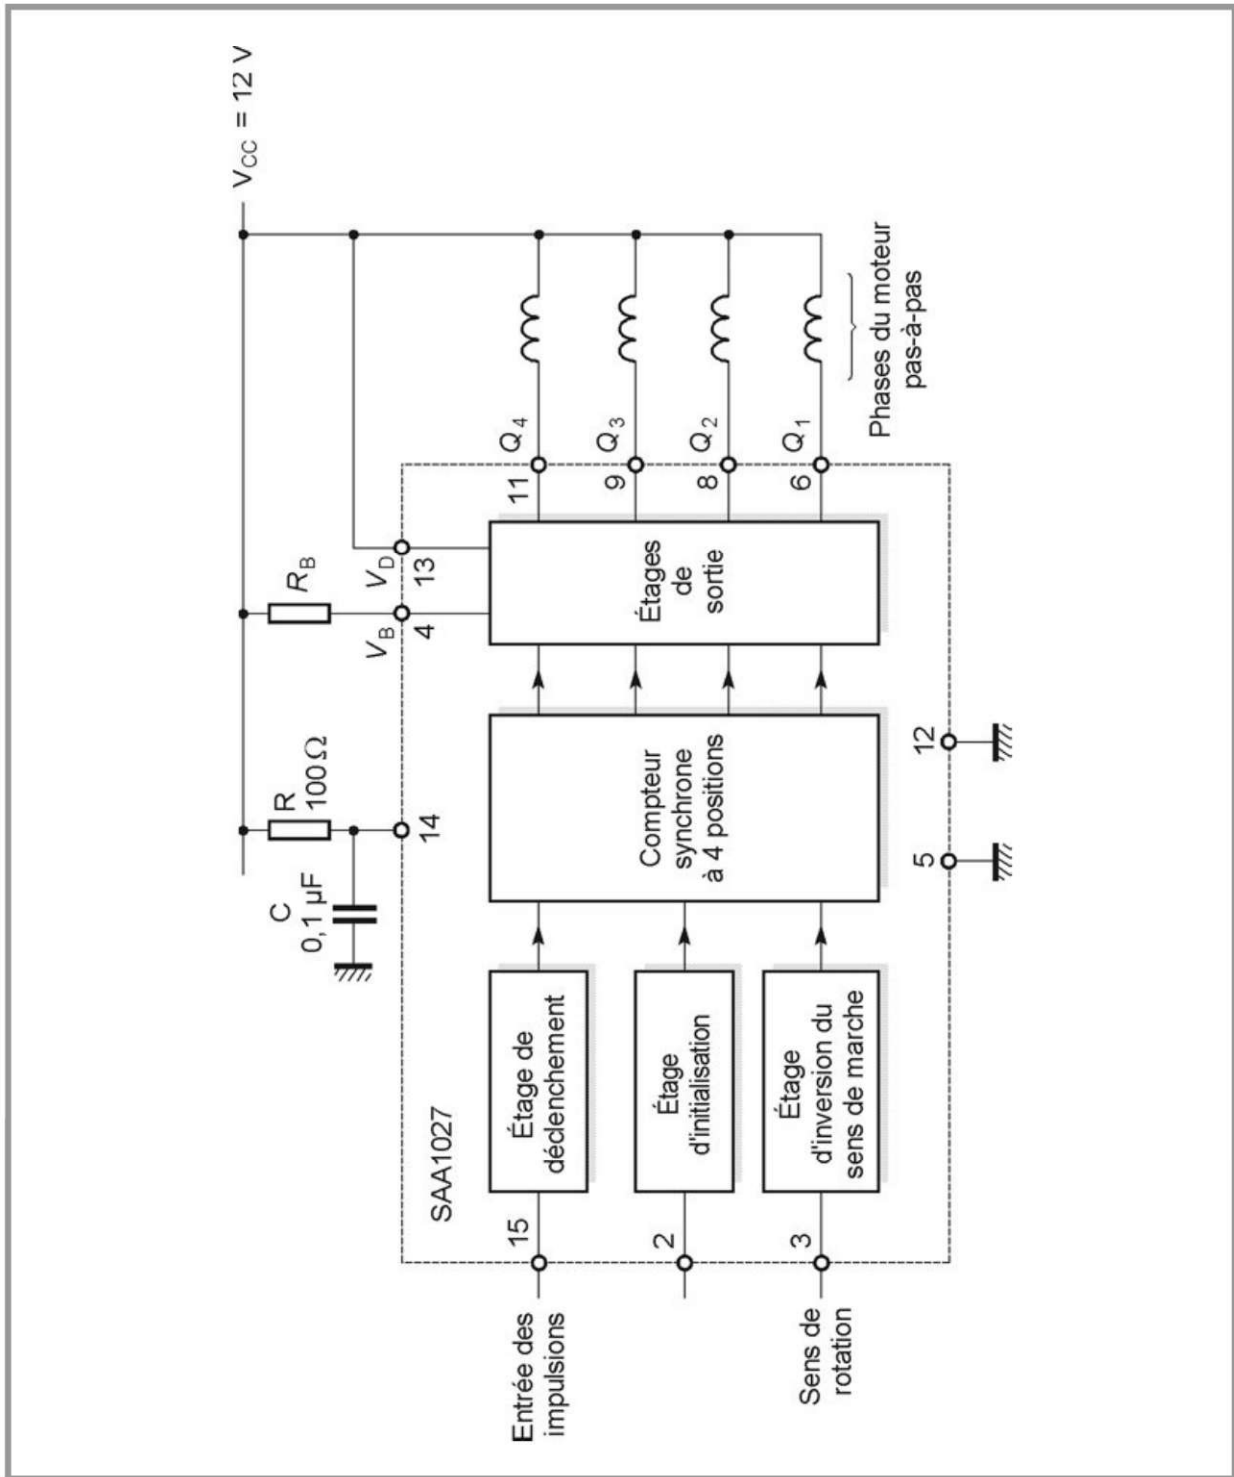 V_CC = 12 V
C
0,1 µF
R
100 Ω
R_B
14
V_B
4
V_D
13
SAA1027
Entrée des
impulsions
15
Étage de
déclenchement
2
Étage
d'initialisation
Sens de
rotation
3
Étage
d'inversion du
sens de marche
Compteur
synchrone
à 4 positions
Étages
de
sortie
11
Q_4
9
Q_3
8
Q_2
6
Q_1
Phases du moteur
pas-à-pas
5
12